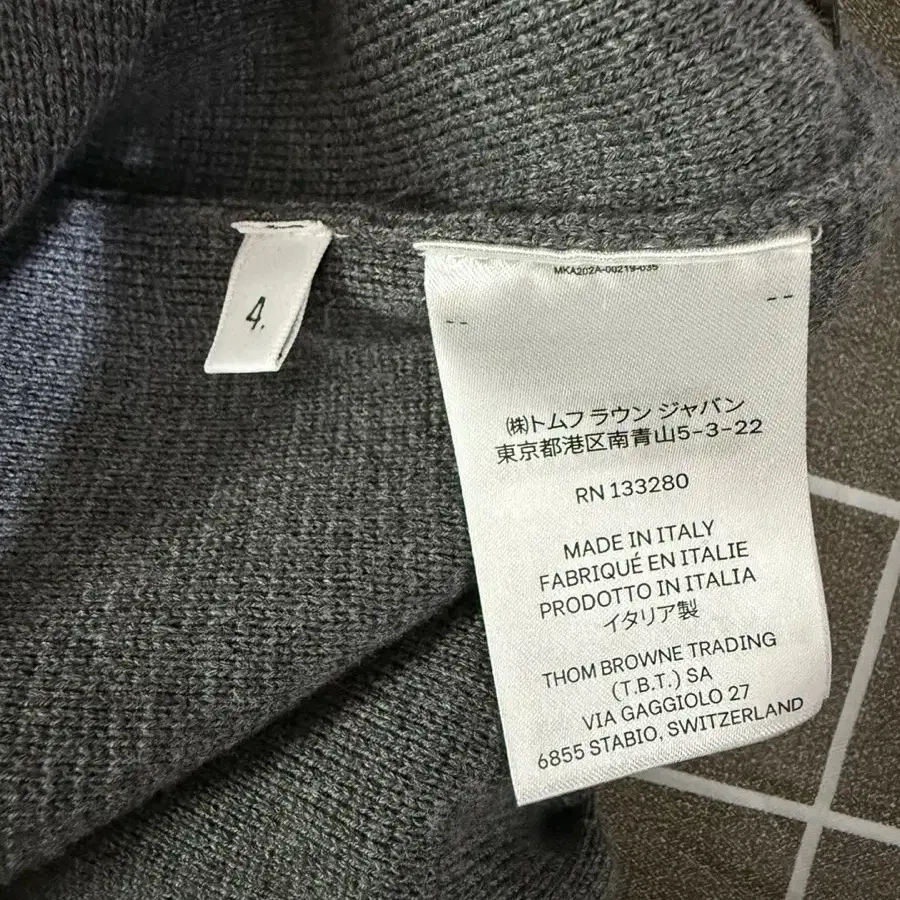 4.
MKA202A-00219-035
(株)トムブラウン ジャパン
東京都港区南青山5-3-22
RN 133280
MADE IN ITALY
FABRIQUÉ EN ITALIE
PRODOTTO IN ITALIA
イタリア製
THOM BROWNE TRADING
(T.B.T.) SA
VIA GAGGIOLO 27
6855 STABIO, SWITZERLAND